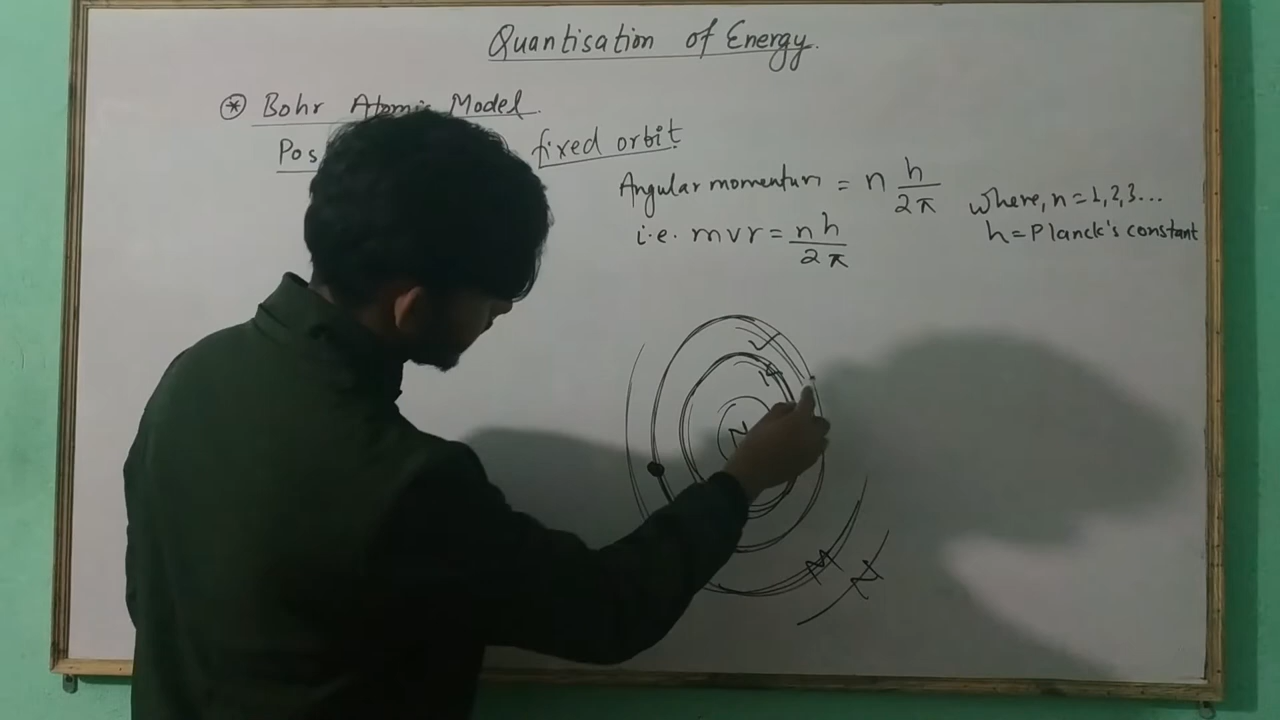 Quantisation of Energy.
* Bohr Atomic Model.
fixed orbit
Angular momentum = n h/2π where, n = 1,2,3...
i.e. mvr = nh/2π h = Planck's constant
N